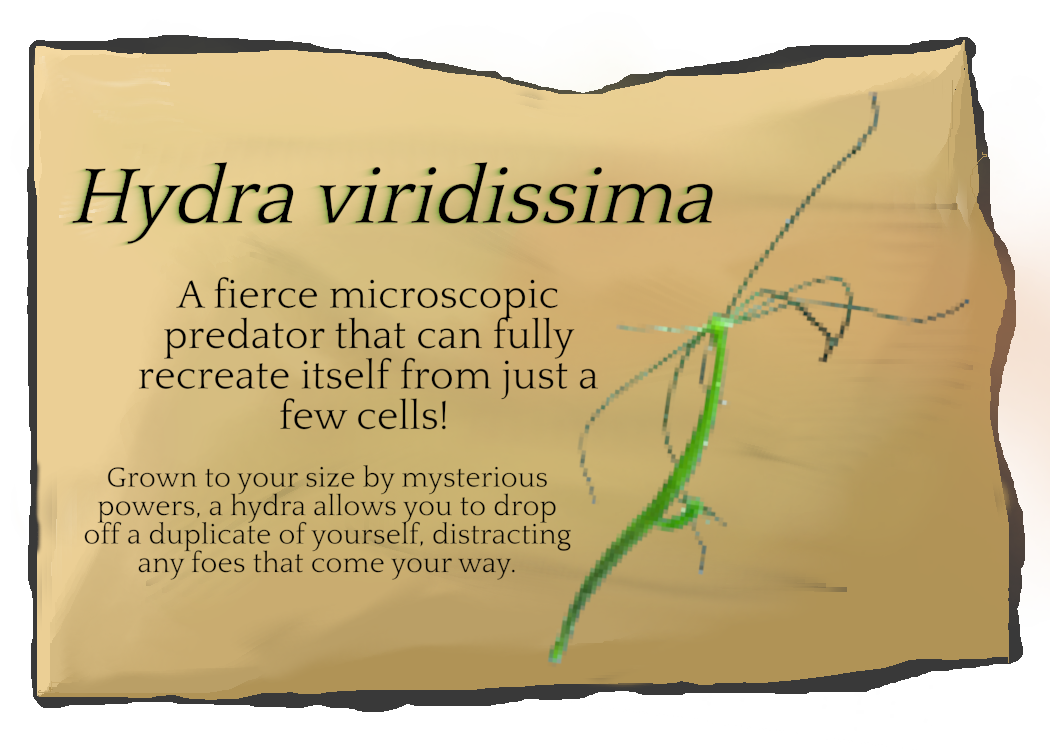 Hydra viridissima
A fierce microscopic
predator that can fully
recreate itself from just a
few cells!
Grown to your size by mysterious
powers, a hydra allows you to drop
off a duplicate of yourself, distracting
any foes that come your way.